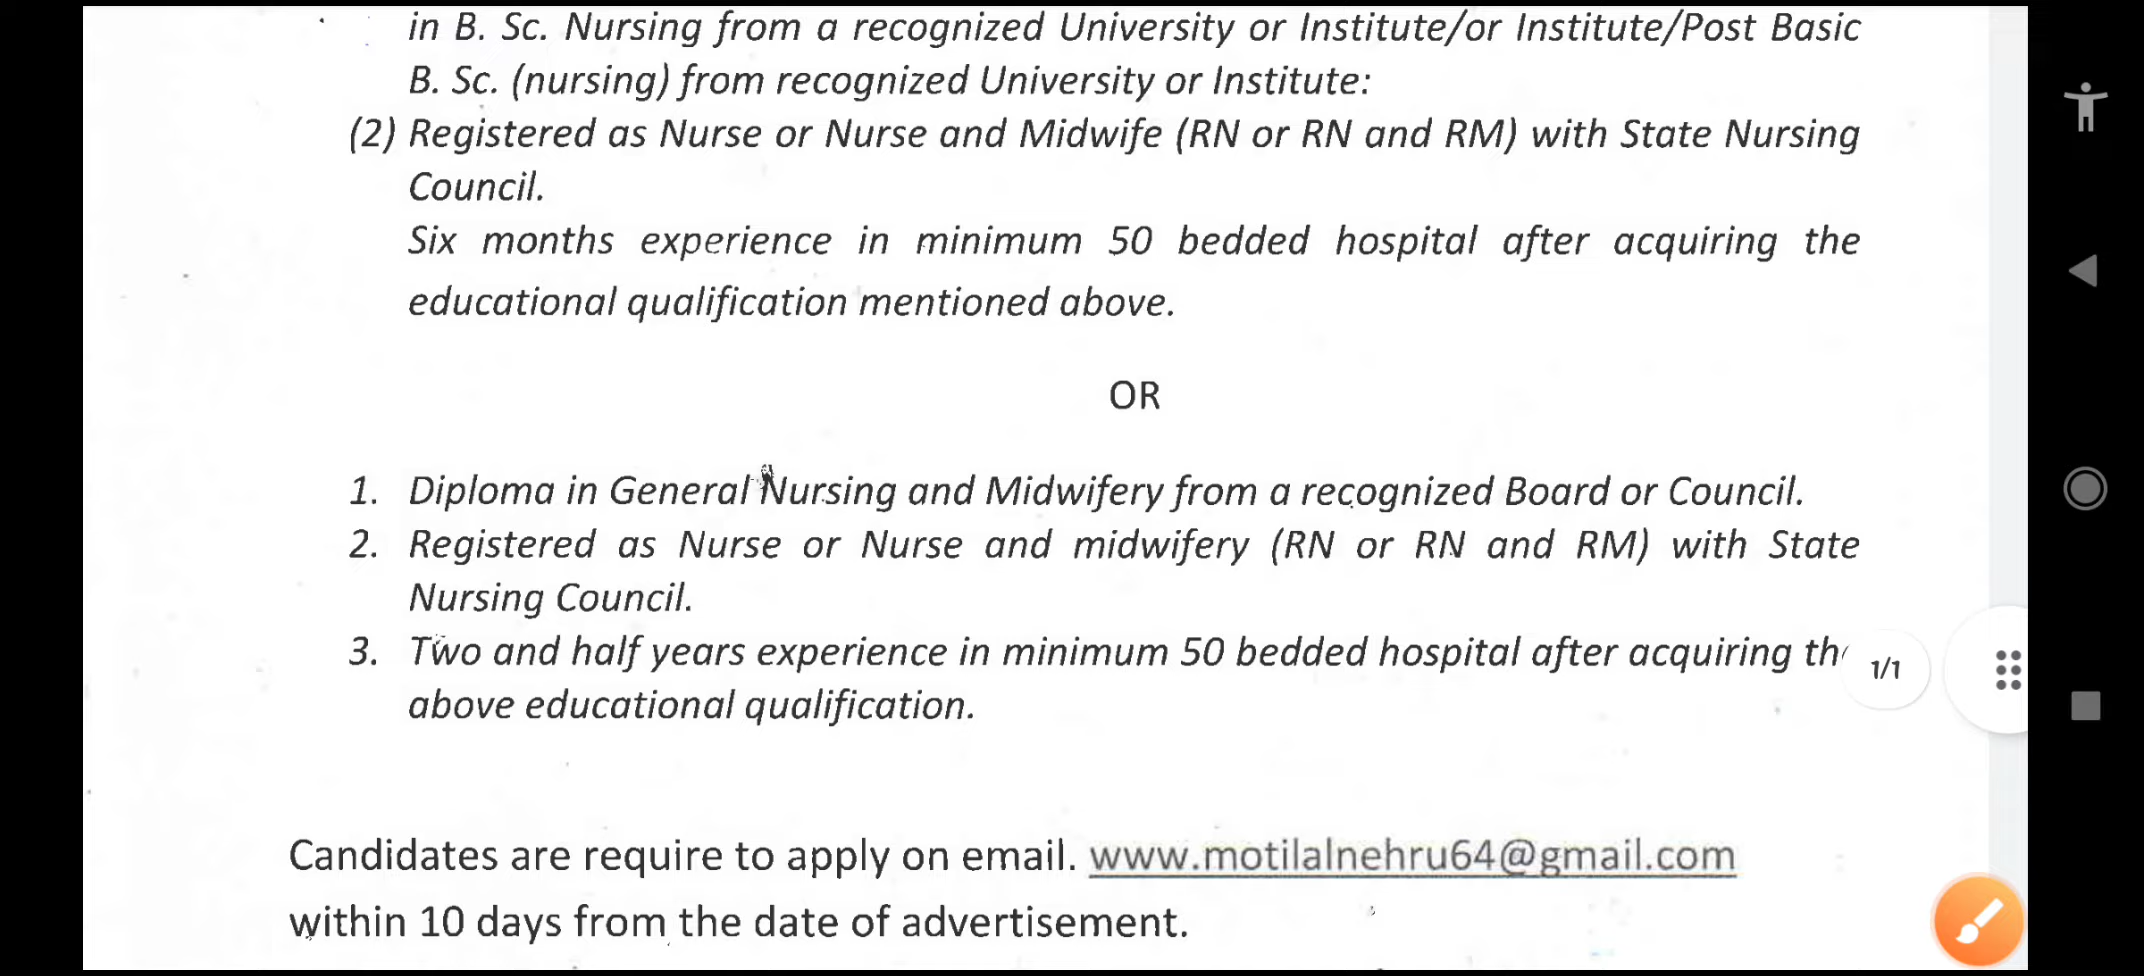 in B. Sc. Nursing from a recognized University or Institute/or Institute/Post Basic
B. Sc. (nursing) from recognized University or Institute:
(2) Registered as Nurse or Nurse and Midwife (RN or RN and RM) with State Nursing
Council.
Six months experience in minimum 50 bedded hospital after acquiring the
educational qualification mentioned above.
OR
1. Diploma in General Nursing and Midwifery from a recognized Board or Council.
2. Registered as Nurse or Nurse and midwifery (RN or RN and RM) with State
Nursing Council.
3. Two and half years experience in minimum 50 bedded hospital after acquiring the
1/1
above educational qualification.
Candidates are require to apply on email. www.motilalnehru64@gmail.com
within 10 days from the date of advertisement.